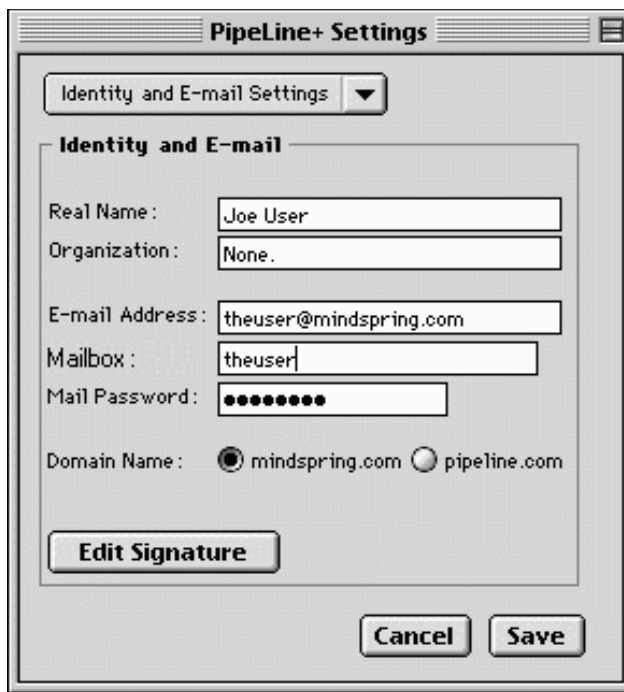 PipeLine+ Settings
Identity and E-mail Settings
Identity and E-mail
Real Name: Joe User
Organization: None.
E-mail Address: theuser@mindspring.com
Mailbox: theuser
Mail Password: ●●●●●●●●
Domain Name: mindspring.com pipeline.com
Edit Signature
Cancel Save